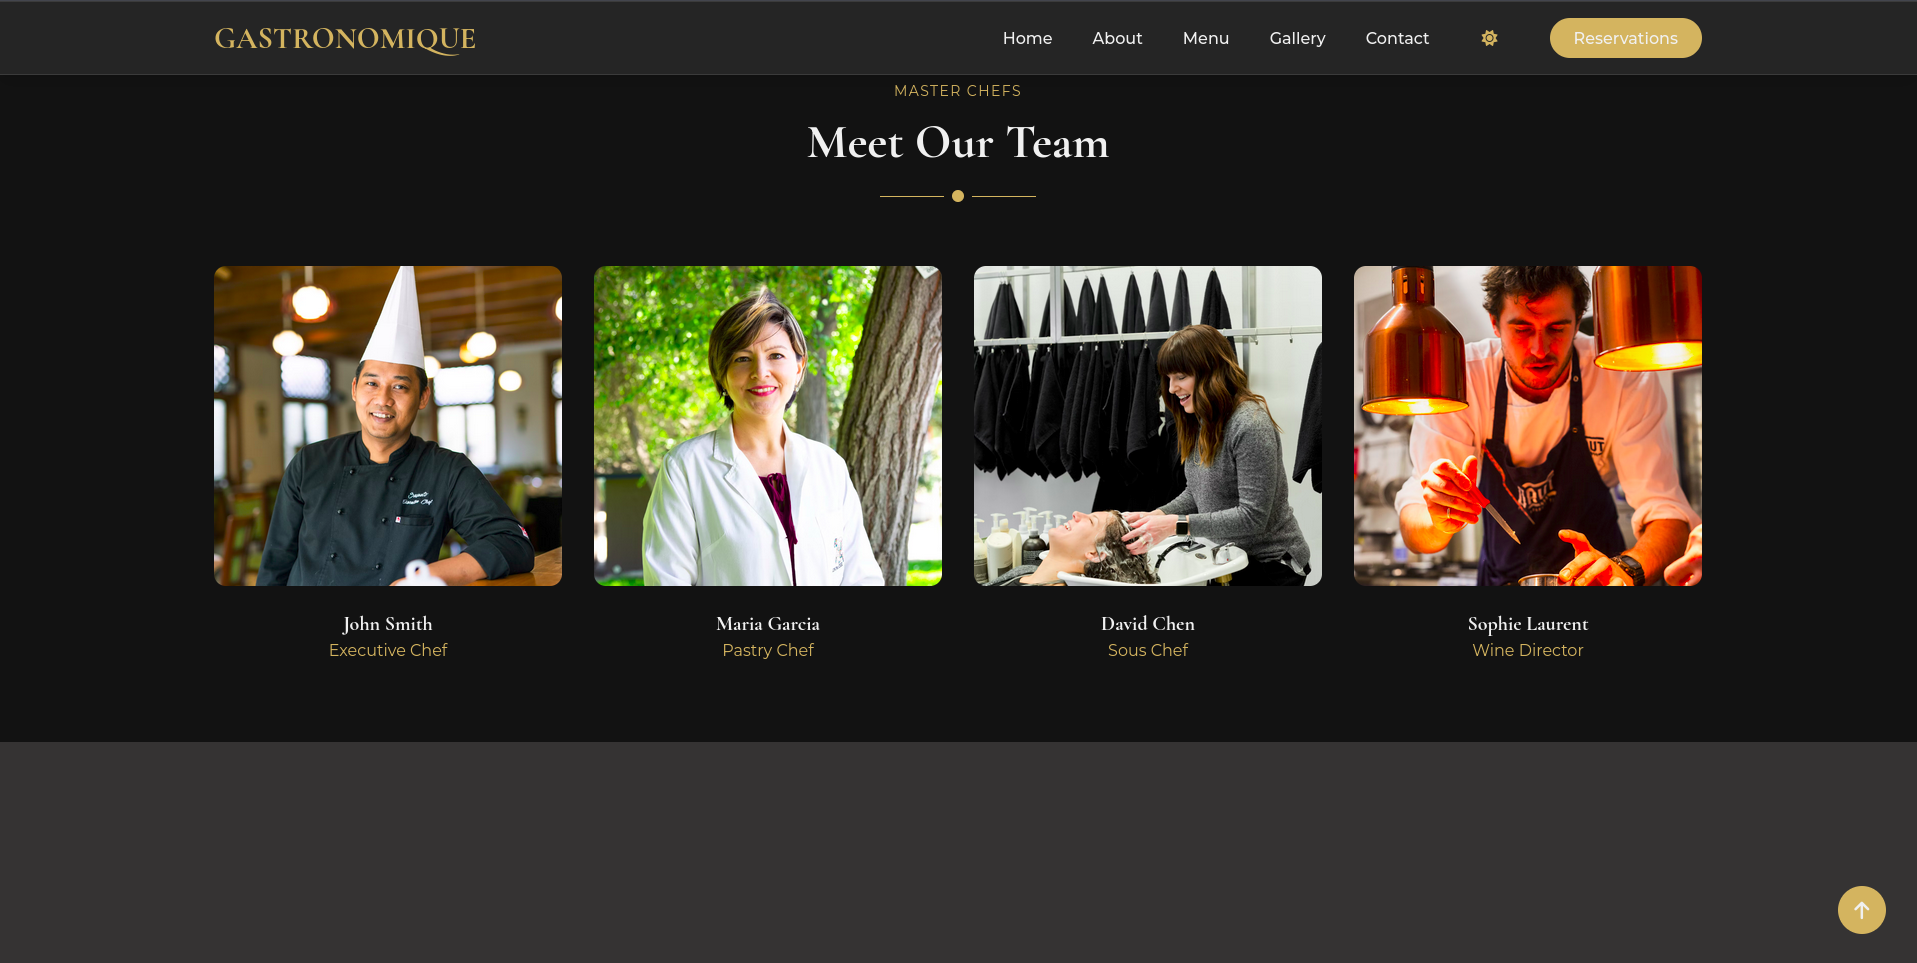 GASTRONOMIQUE
Home About Menu Gallery Contact Reservations
MASTER CHEFS
Meet Our Team
John Smith
Executive Chef
Maria Garcia
Pastry Chef
David Chen
Sous Chef
Sophie Laurent
Wine Director